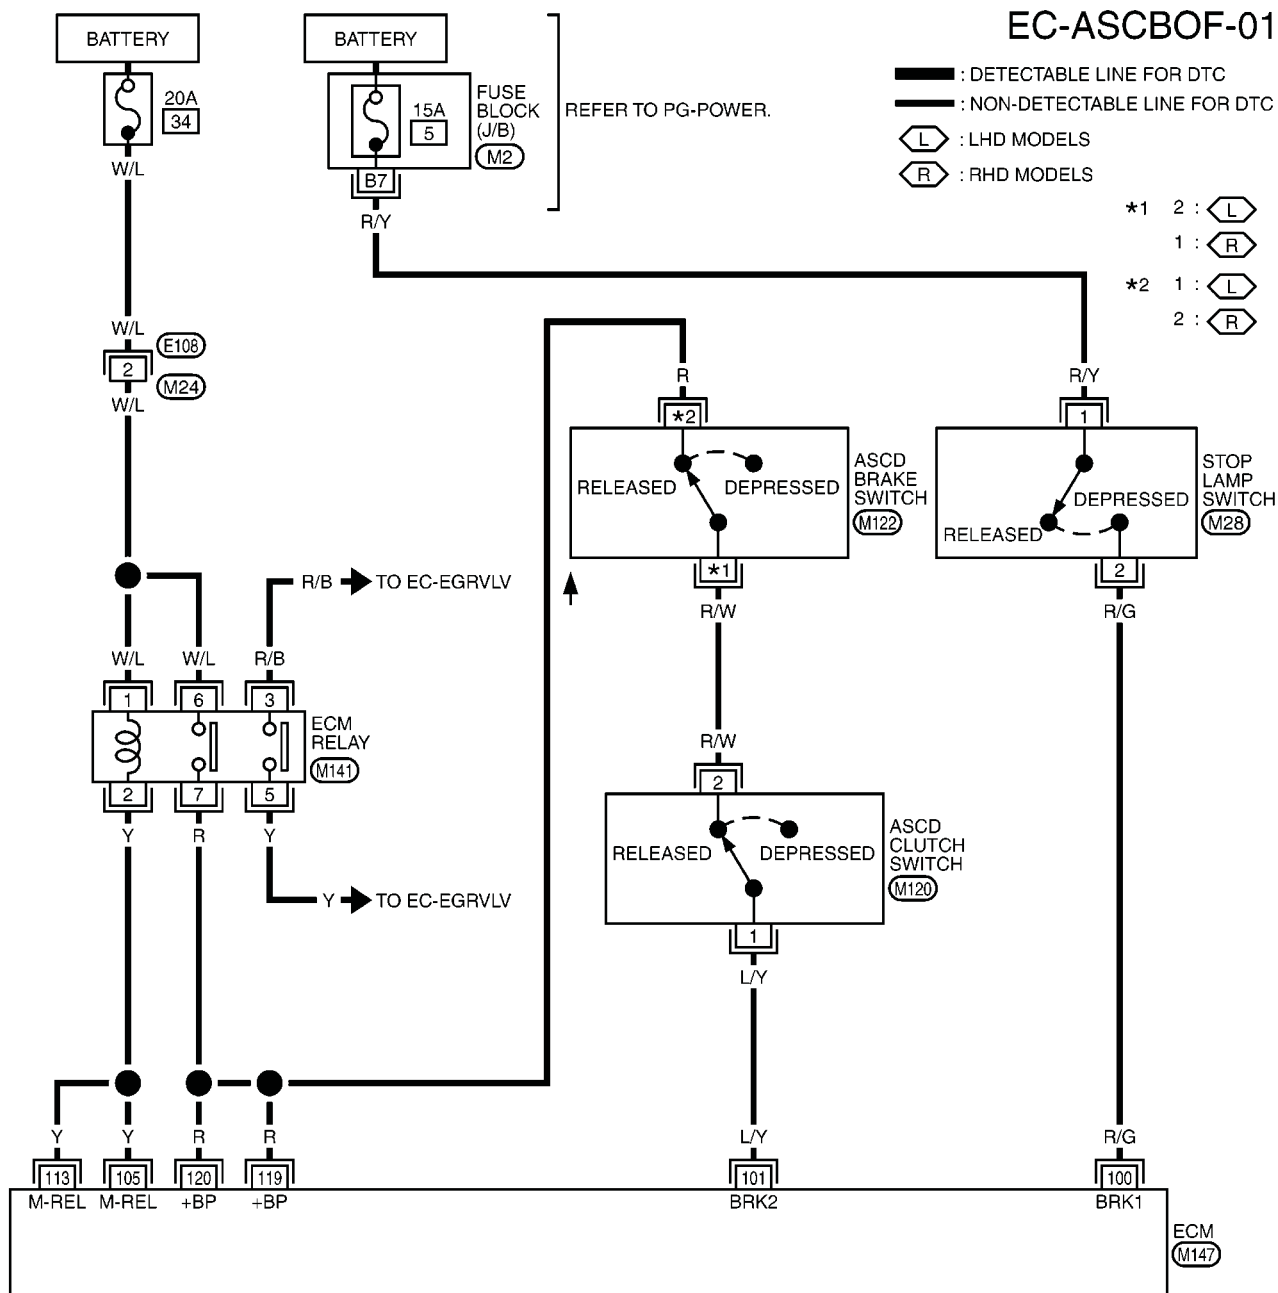 EC-ASCBOF-01
BATTERY
BATTERY
20A
34
15A
5
FUSE
BLOCK
(J/B)
M2
REFER TO PG-POWER.
: DETECTABLE LINE FOR DTC
: NON-DETECTABLE LINE FOR DTC
L : LHD MODELS
R : RHD MODELS
*1 2 : L
1 : R
*2 1 : L
2 : R
W/L
B7
R/Y
W/L
E108
2
M24
W/L
R
R/Y
*2
1
RELEASED
DEPRESSED
ASCD
BRAKE
SWITCH
M122
DEPRESSED
RELEASED
STOP
LAMP
SWITCH
M28
*1
2
R/W
R/G
R/B
TO EC-EGRVLV
W/L
W/L
R/B
1
6
3
ECM
RELAY
M141
2
7
5
Y
R
Y
Y
TO EC-EGRVLV
R/W
2
RELEASED
DEPRESSED
ASCD
CLUTCH
SWITCH
M120
1
L/Y
Y
Y
R
R
L/Y
R/G
113
105
120
119
101
100
M-REL
M-REL
+BP
+BP
BRK2
BRK1
ECM
M147